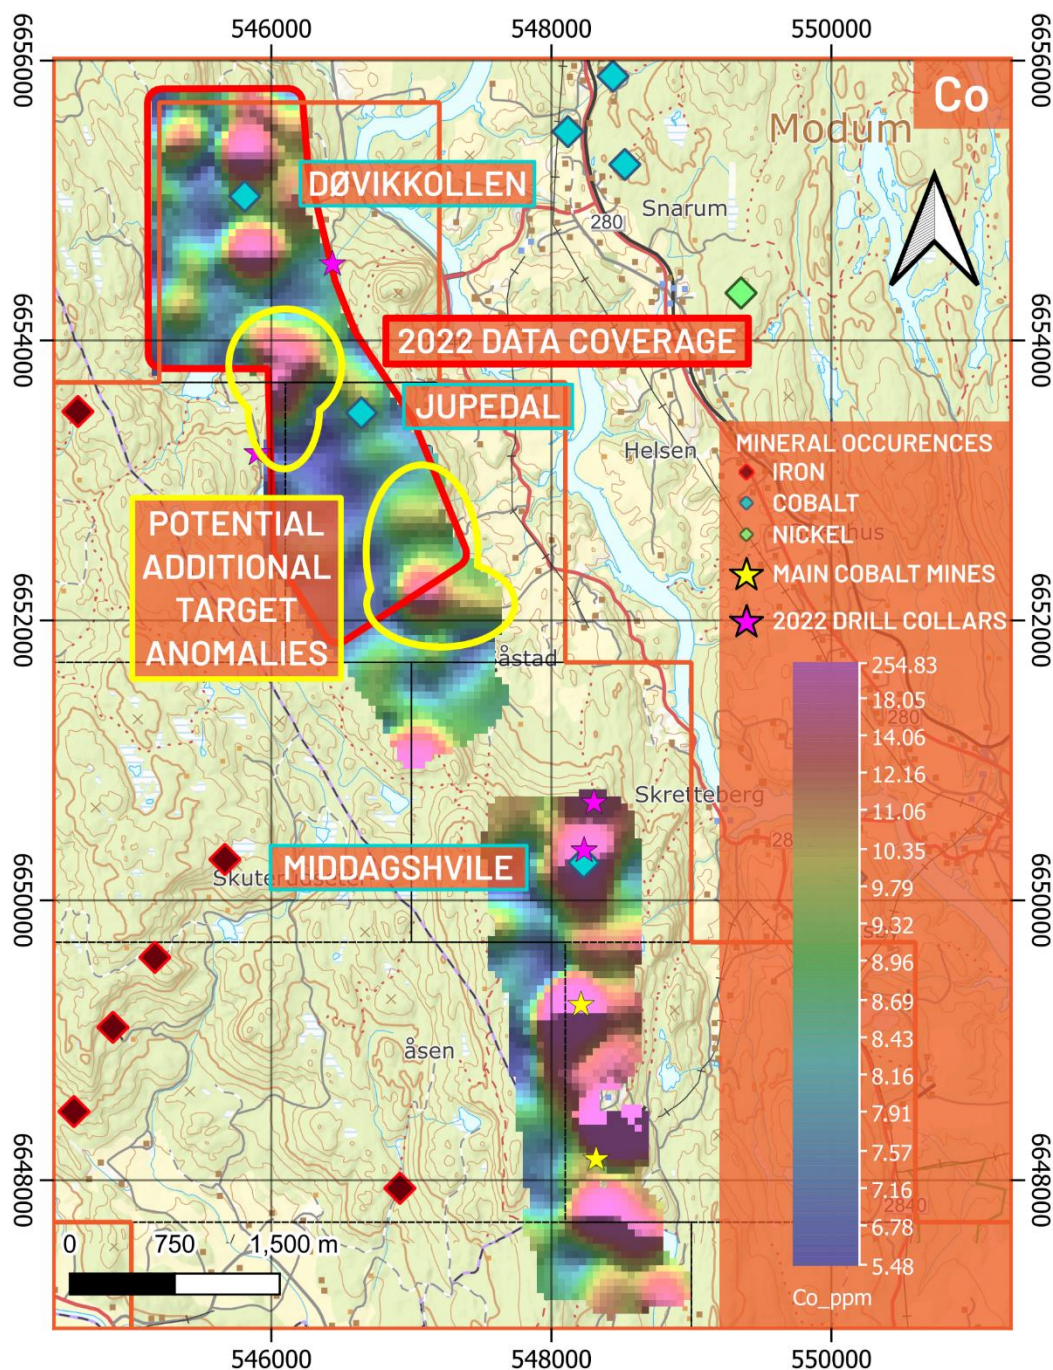 546000
548000
550000
6656000
6656000
Co
Modum
DØVIKKOLLEN
Snarum
280
6654000
2022 DATA COVERAGE
6654000
JUPEDAL
Helsen
MINERAL OCCURENCES
IRON
COBALT
NICKEL
MAIN COBALT MINES
2022 DRILL COLLARS
POTENTIAL
ADDITIONAL
TARGET
ANOMALIES
6652000
6652000
åstad
254.83
18.05
280
14.06
12.16
11.06
10.35
9.79
9.32
8.96
8.69
8.43
8.16
7.91
7.57
7.16
6.78
5.48
Co_ppm
Skretteberg
MIDDAGSHVILE
6650000
6650000
åsen
6648000
6648000
2840
0
750
1,500 m
546000
548000
550000